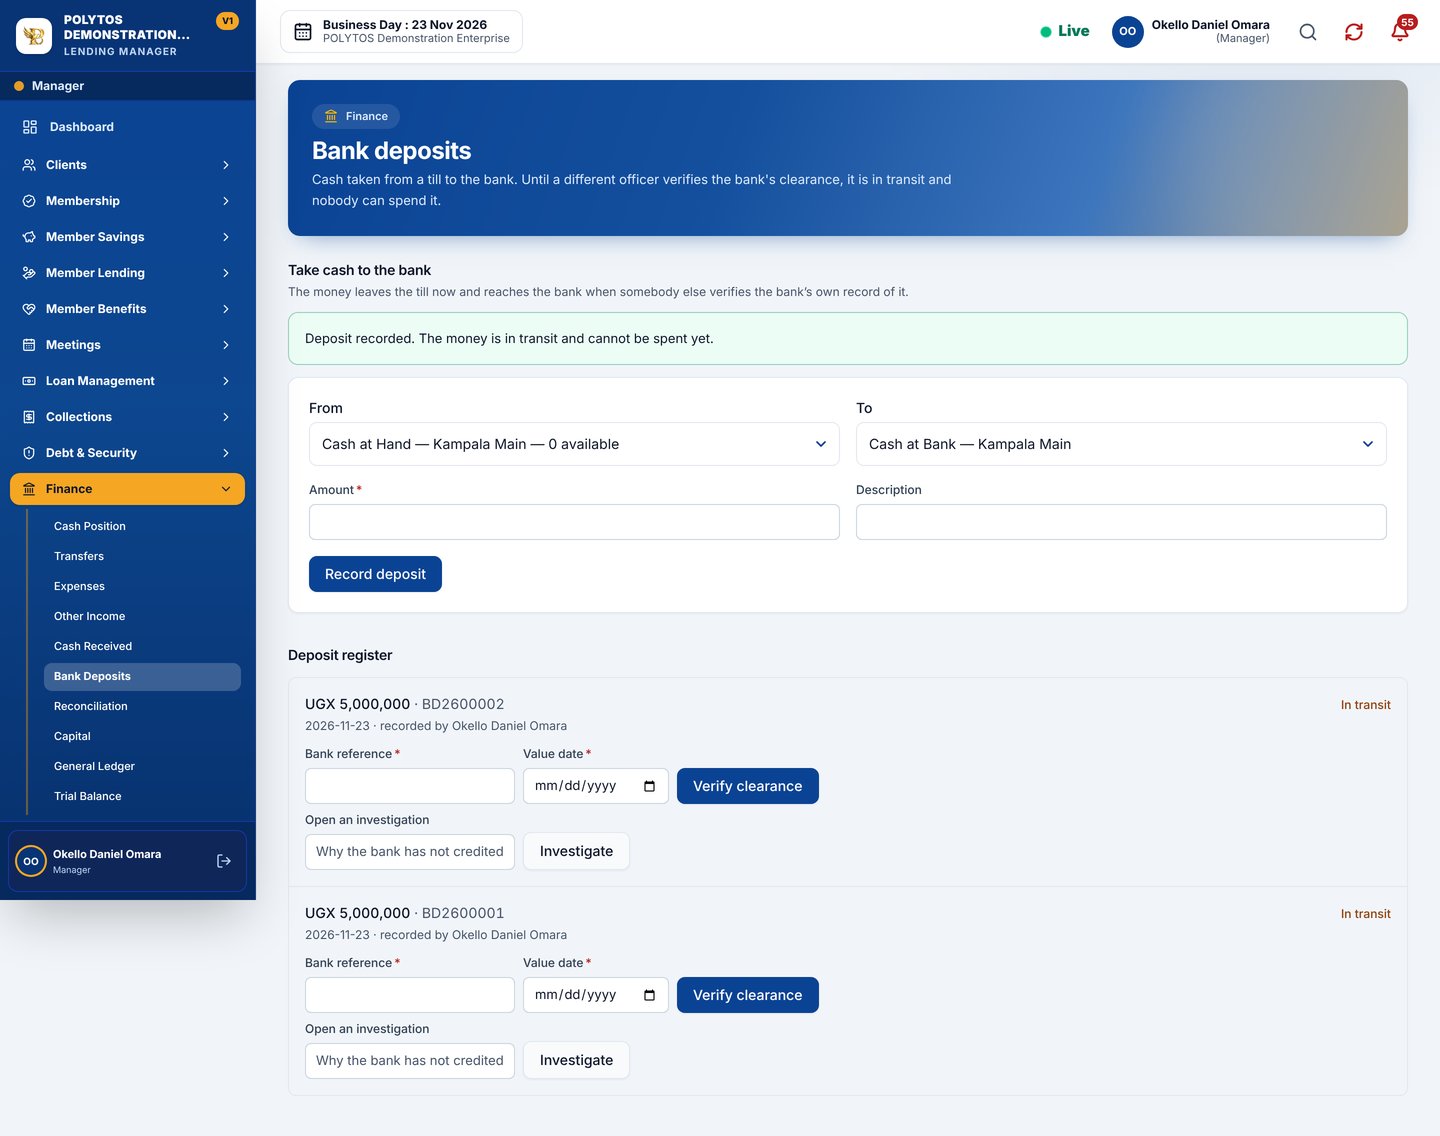 POLYTOS
DEMONSTRATION...
V1
LENDING MANAGER
Manager
Dashboard
Clients
Membership
Member Savings
Member Lending
Member Benefits
Meetings
Loan Management
Collections
Debt & Security
Finance
Cash Position
Transfers
Expenses
Other Income
Cash Received
Bank Deposits
Reconciliation
Capital
General Ledger
Trial Balance
OO
Okello Daniel Omara
Manager
Business Day : 23 Nov 2026
POLYTOS Demonstration Enterprise
Live
OO
Okello Daniel Omara
(Manager)
55
Finance
Bank deposits
Cash taken from a till to the bank. Until a different officer verifies the bank's clearance, it is in transit and
nobody can spend it.
Take cash to the bank
The money leaves the till now and reaches the bank when somebody else verifies the bank’s own record of it.
Deposit recorded. The money is in transit and cannot be spent yet.
From
To
Cash at Hand — Kampala Main — 0 available
Cash at Bank — Kampala Main
Amount *
Description
Record deposit
Deposit register
UGX 5,000,000 · BD2600002
In transit
2026-11-23 · recorded by Okello Daniel Omara
Bank reference *
Value date *
mm/dd/yyyy
Verify clearance
Open an investigation
Why the bank has not credited
Investigate
UGX 5,000,000 · BD2600001
In transit
2026-11-23 · recorded by Okello Daniel Omara
Bank reference *
Value date *
mm/dd/yyyy
Verify clearance
Open an investigation
Why the bank has not credited
Investigate